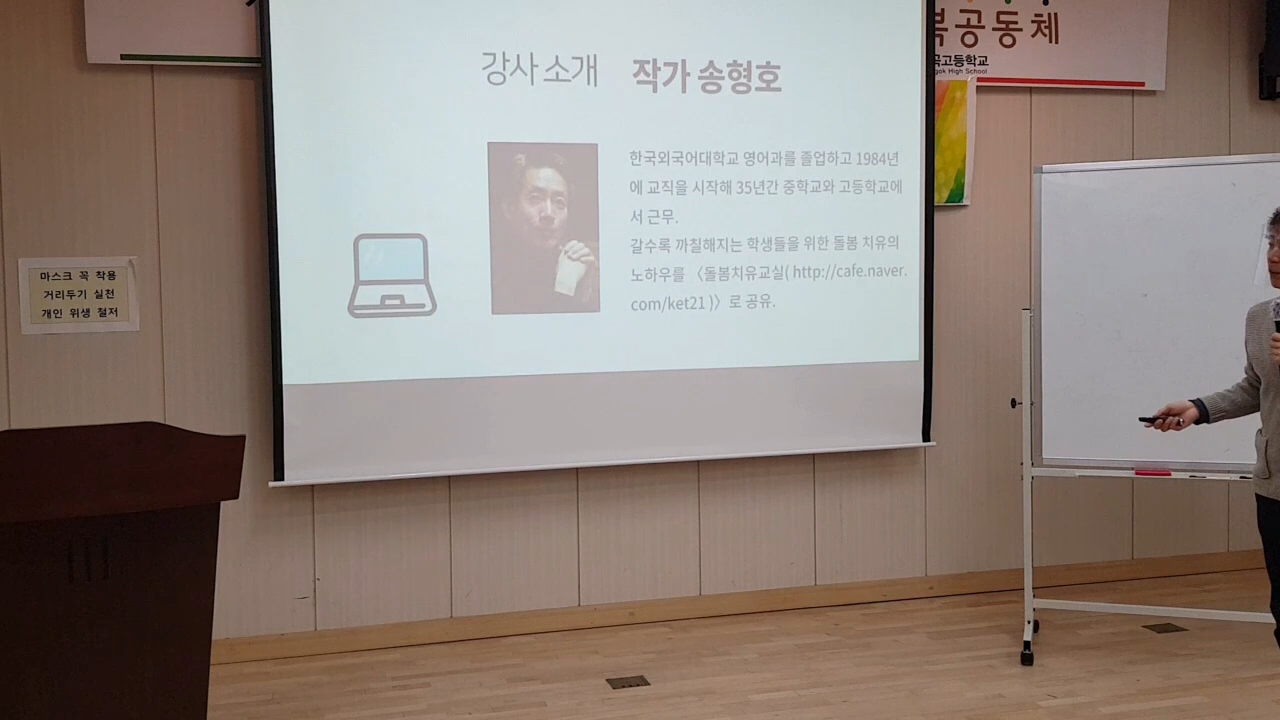 공동체
고등학교
gok High School
강사 소개 작가 송형호
한국외국어대학교 영어과를 졸업하고 1984년
에 교직을 시작해 35년간 중학교와 고등학교에
서 근무.
갈수록 까칠해지는 학생들을 위한 돌봄 치유의
노하우를 〈돌봄치유교실( http://cafe.naver.
com/ket21 )〉로 공유.
마스크 꼭 착용
거리두기 실천
개인 위생 철저